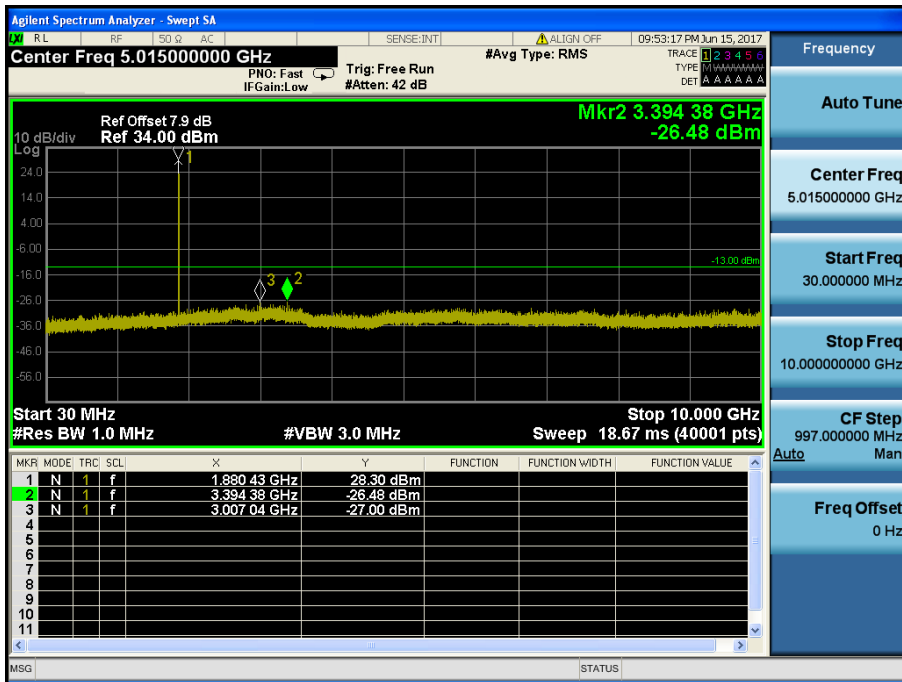 Agilent Spectrum Analyzer - Swept SA
LXI RL RF 50 Ω AC SENSE:INT ALIGN OFF 09:53:17 PM Jun 15, 2017
Center Freq 5.015000000 GHz
PNO: Fast
IFGain:Low
Trig: Free Run
#Atten: 42 dB
#Avg Type: RMS
TRACE 1 2 3 4 5 6
TYPE M WWWWW
DET A A A A A A
Mkr2 3.394 38 GHz
-26.48 dBm
Ref Offset 7.9 dB
10 dB/div Ref 34.00 dBm
Log
24.0
14.0
4.00
-6.00
-16.0
-26.0
-36.0
-46.0
-56.0
1
3
2
-13.00 dBm
Start 30 MHz Stop 10.000 GHz
#Res BW 1.0 MHz #VBW 3.0 MHz Sweep 18.67 ms (40001 pts)
MKR MODE TRC SCL X Y FUNCTION FUNCTION WIDTH FUNCTION VALUE
1 N 1 f 1.880 43 GHz 28.30 dBm
2 N 1 f 3.394 38 GHz -26.48 dBm
3 N 1 f 3.007 04 GHz -27.00 dBm
4
5
6
7
8
9
10
11
MSG STATUS
Frequency
Auto Tune
Center Freq
5.015000000 GHz
Start Freq
30.000000 MHz
Stop Freq
10.000000000 GHz
CF Step
997.000000 MHz
Auto Man
Freq Offset
0 Hz